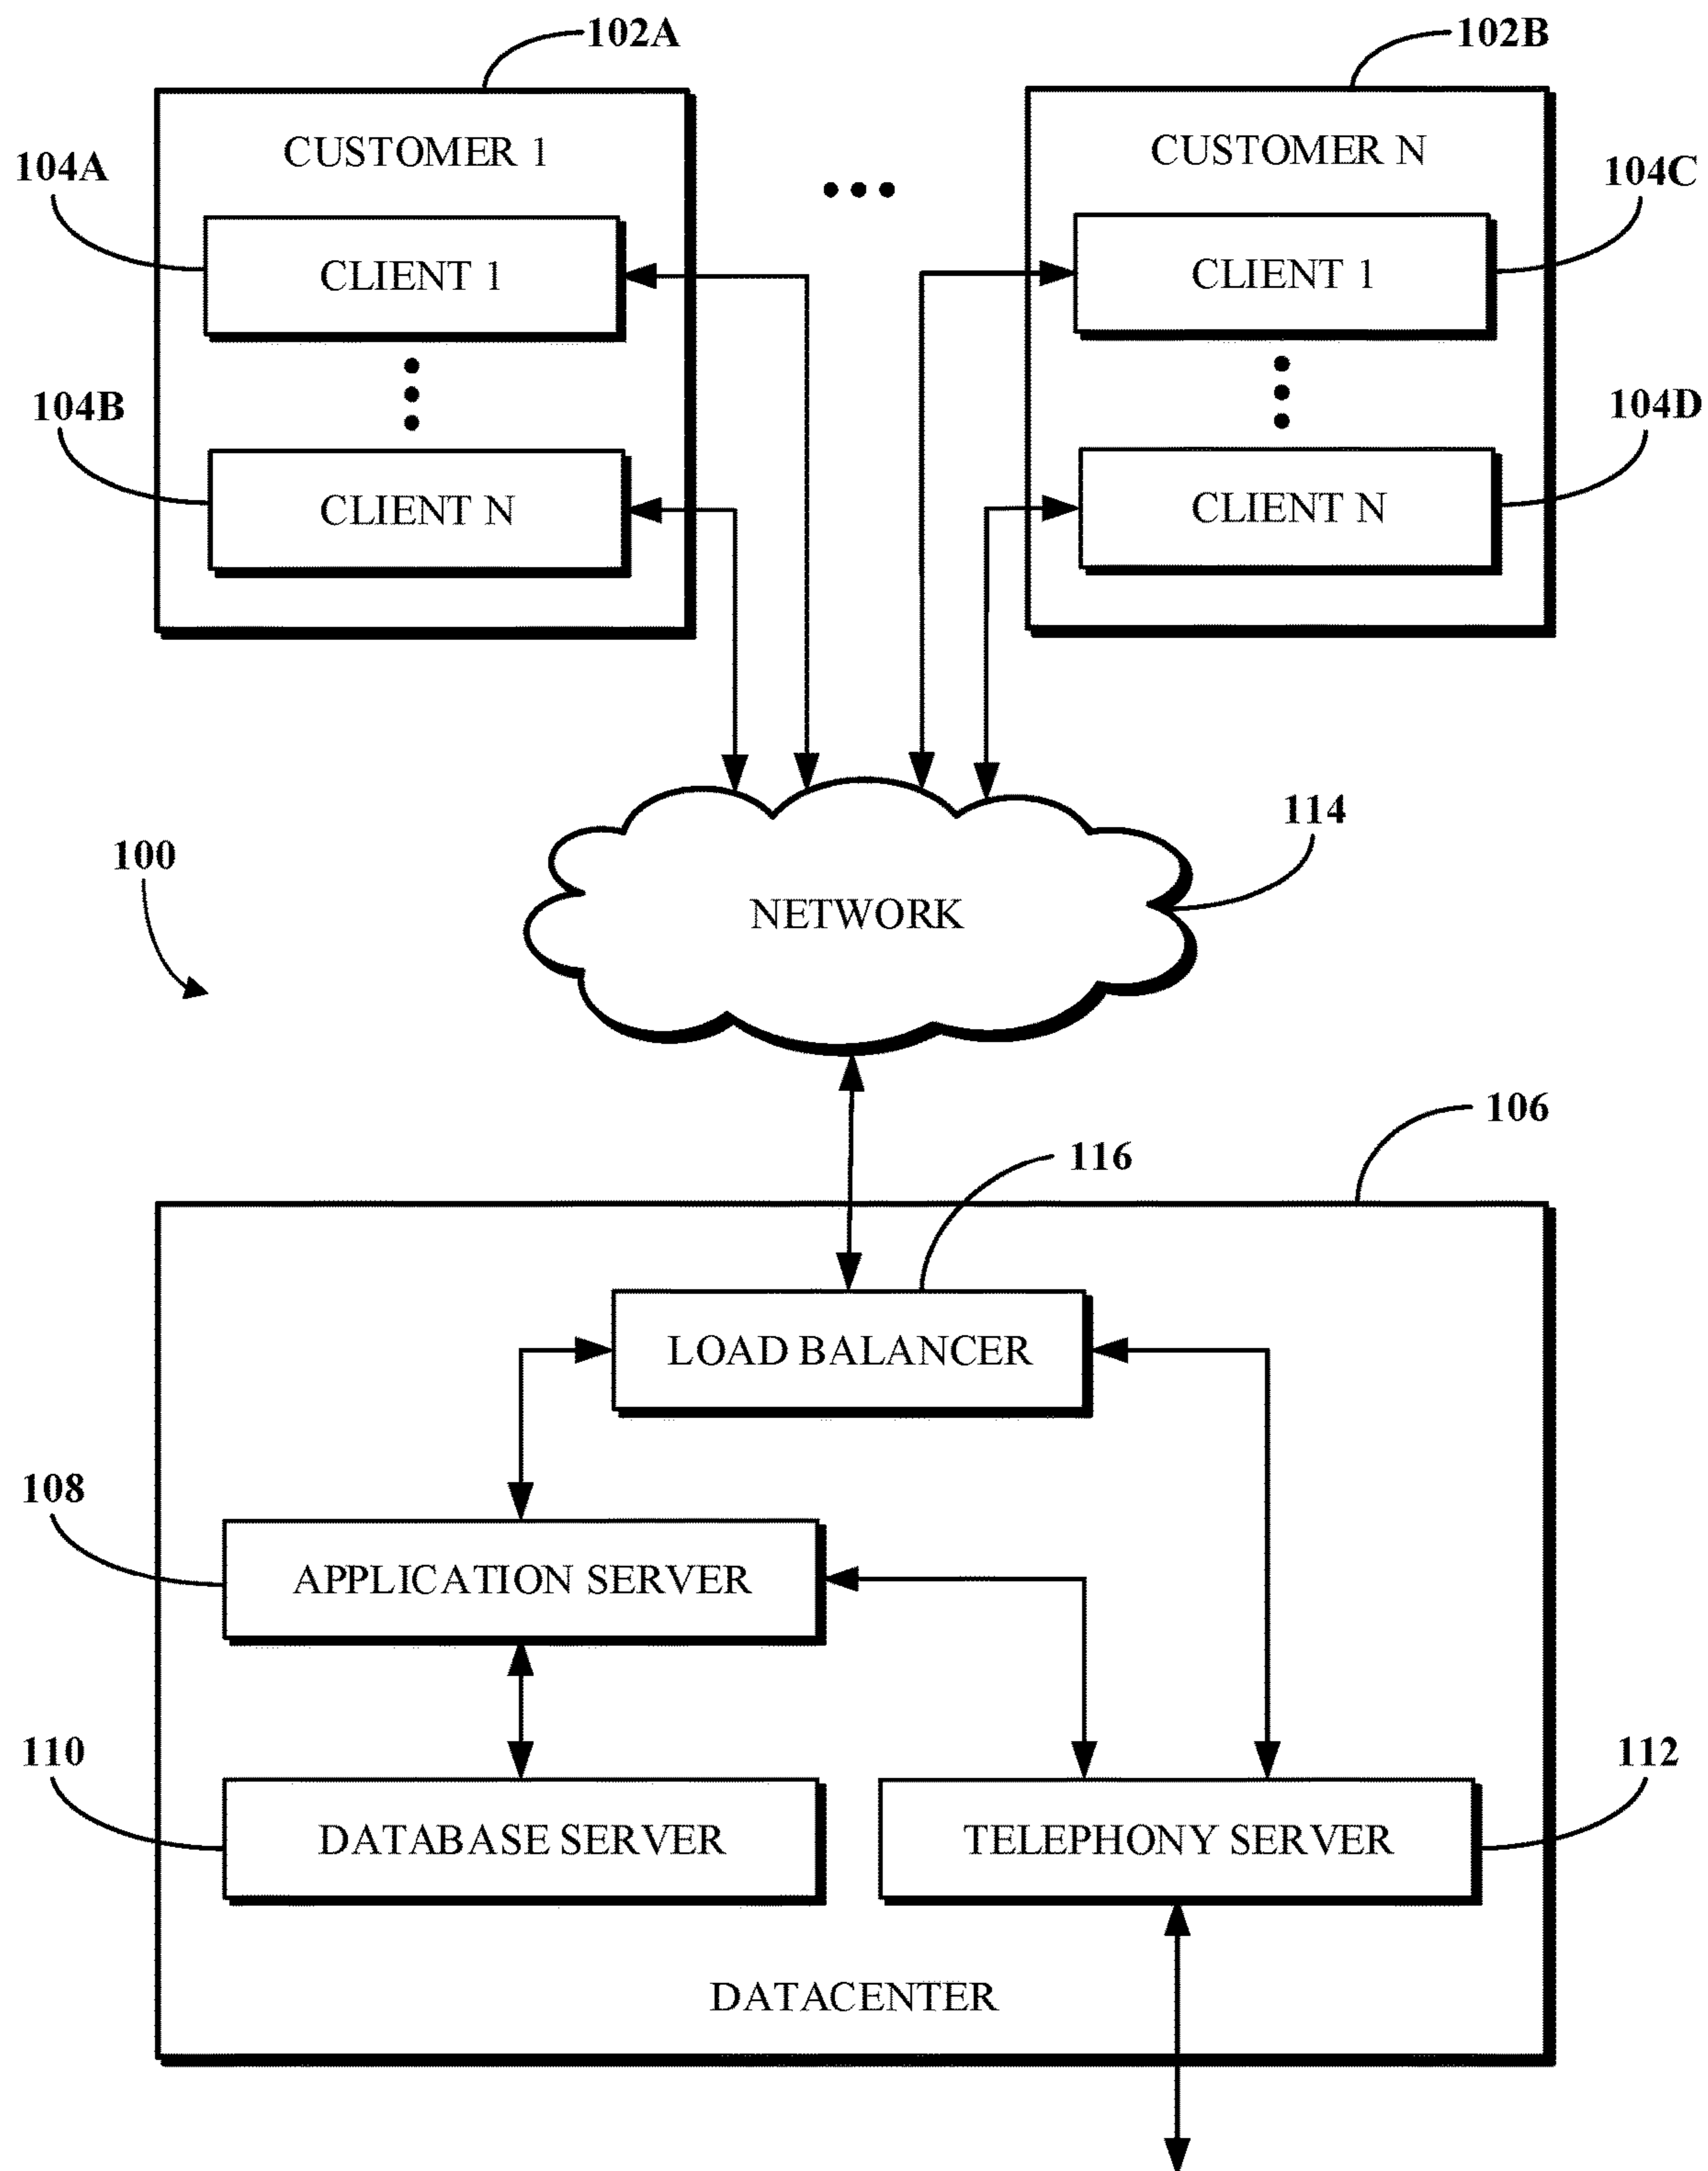 102A
102B
CUSTOMER 1
CUSTOMER N
104A
104C
CLIENT 1
CLIENT 1
104B
104D
CLIENT N
CLIENT N
114
100
NETWORK
106
116
LOAD BALANCER
108
APPLICATION SERVER
110
112
DATABASE SERVER
TELEPHONY SERVER
DATACENTER